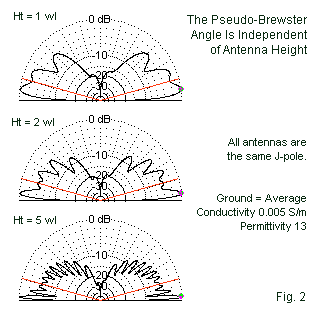 Ht = 1 wl
0 dB
-10
-20
-30
The Pseudo-Brewster
Angle Is Independent
of Antenna Height
Ht = 2 wl
0 dB
-10
-20
-30
All antennas are
the same J-pole.
Ground = Average
Conductivity 0.005 S/m
Permittivity 13
Ht = 5 wl
0 dB
-10
-20
-30
Fig. 2